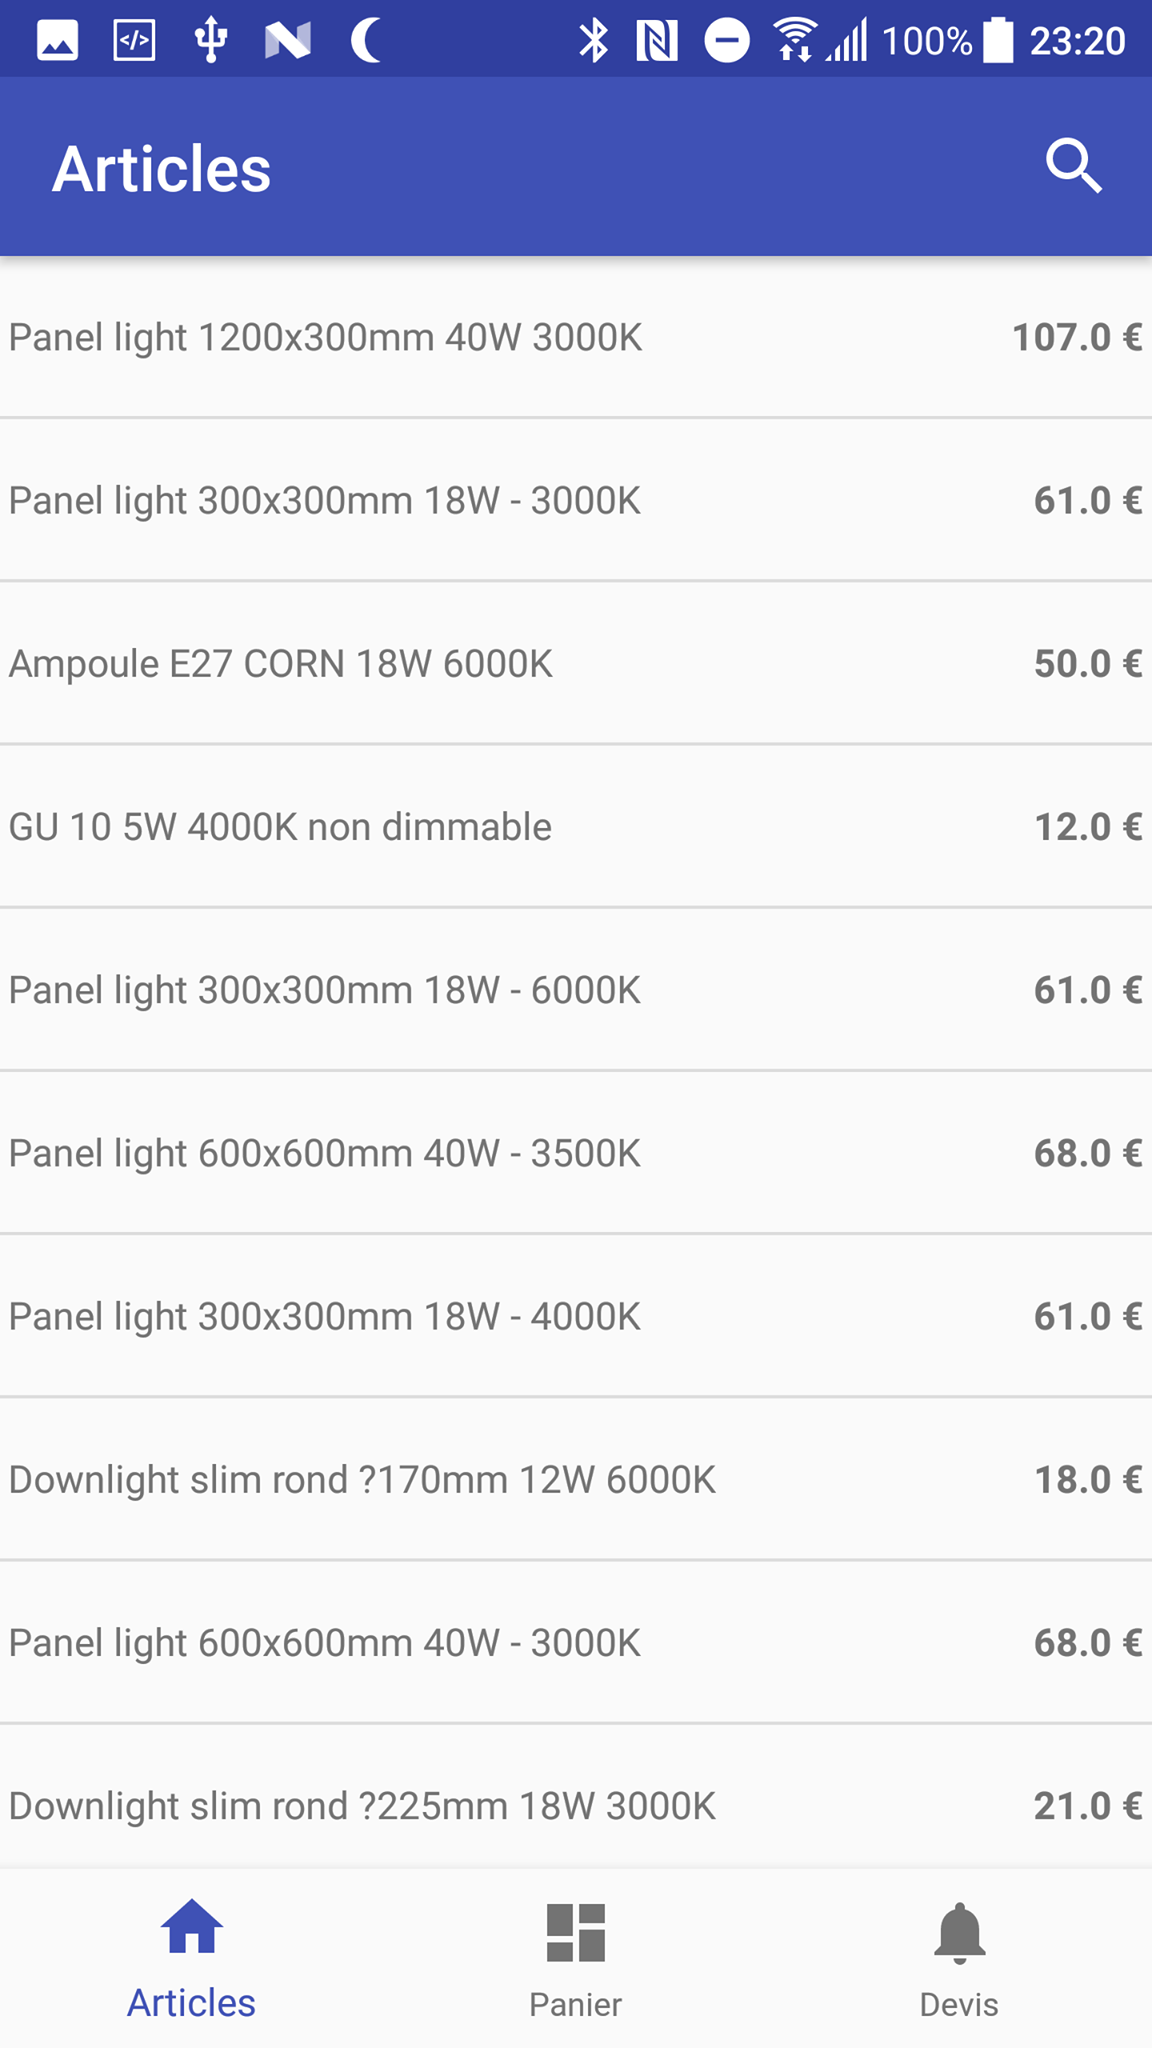 100% 23:20
Articles
Panel light 1200x300mm 40W 3000K 107.0 €
Panel light 300x300mm 18W - 3000K 61.0 €
Ampoule E27 CORN 18W 6000K 50.0 €
GU 10 5W 4000K non dimmable 12.0 €
Panel light 300x300mm 18W - 6000K 61.0 €
Panel light 600x600mm 40W - 3500K 68.0 €
Panel light 300x300mm 18W - 4000K 61.0 €
Downlight slim rond ?170mm 12W 6000K 18.0 €
Panel light 600x600mm 40W - 3000K 68.0 €
Downlight slim rond ?225mm 18W 3000K 21.0 €
Articles Panier Devis